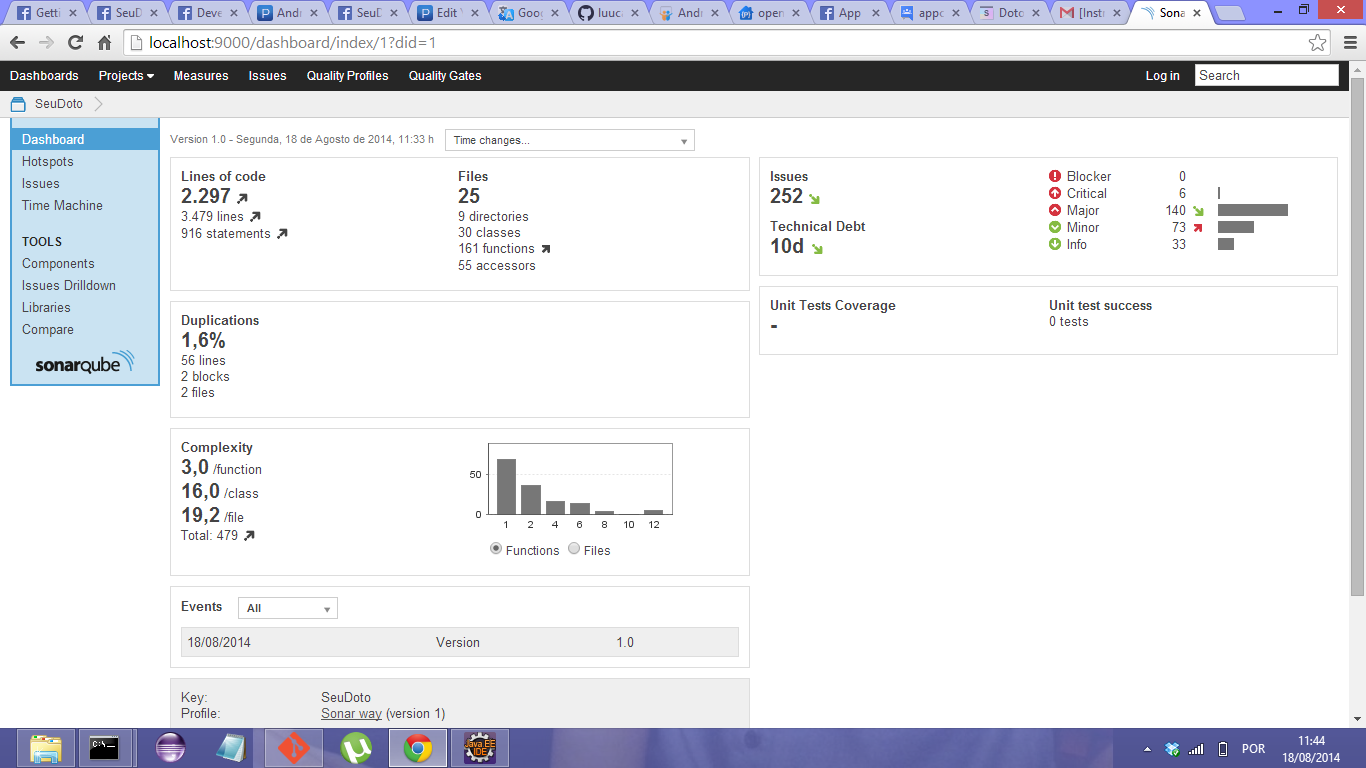 Getti
SeuD
Deve
Andr
SeuD
Edit Y
Goog
luuca
Andr
open
App
appc
Doto
[Instr
Sona
localhost:9000/dashboard/index/1?did=1
Dashboards Projects Measures Issues Quality Profiles Quality Gates Log in Search
SeuDoto
Dashboard
Hotspots
Issues
Time Machine
TOOLS
Components
Issues Drilldown
Libraries
Compare
sonarqube
Version 1.0 - Segunda, 18 de Agosto de 2014, 11:33 h Time changes...
Lines of code
2.297
3.479 lines
916 statements
Files
25
9 directories
30 classes
161 functions
55 accessors
Duplications
1,6%
56 lines
2 blocks
2 files
Complexity
3,0 /function
16,0 /class
19,2 /file
Total: 479
50
0
1 2 4 6 8 10 12
Functions Files
Events All
18/08/2014 Version 1.0
Key: SeuDoto
Profile: Sonar way (version 1)
Issues
252
Technical Debt
10d
Blocker 0
Critical 6
Major 140
Minor 73
Info 33
Unit Tests Coverage
-
Unit test success
0 tests
C:\
Java EE
IDE
POR
11:44
18/08/2014